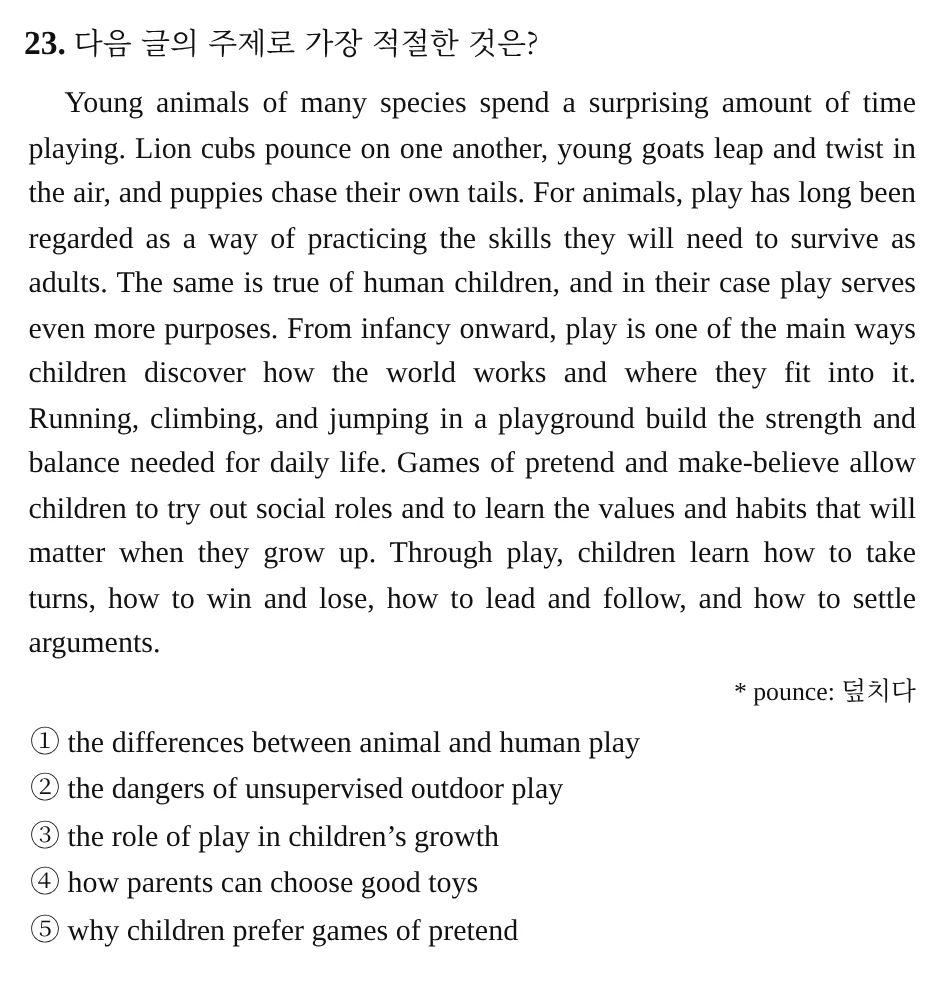 23. 다음 글의 주제로 가장 적절한 것은?
Young animals of many species spend a surprising amount of time
playing. Lion cubs pounce on one another, young goats leap and twist in
the air, and puppies chase their own tails. For animals, play has long been
regarded as a way of practicing the skills they will need to survive as
adults. The same is true of human children, and in their case play serves
even more purposes. From infancy onward, play is one of the main ways
children discover how the world works and where they fit into it.
Running, climbing, and jumping in a playground build the strength and
balance needed for daily life. Games of pretend and make-believe allow
children to try out social roles and to learn the values and habits that will
matter when they grow up. Through play, children learn how to take
turns, how to win and lose, how to lead and follow, and how to settle
arguments.
* pounce: 덮치다
① the differences between animal and human play
② the dangers of unsupervised outdoor play
③ the role of play in children’s growth
④ how parents can choose good toys
⑤ why children prefer games of pretend